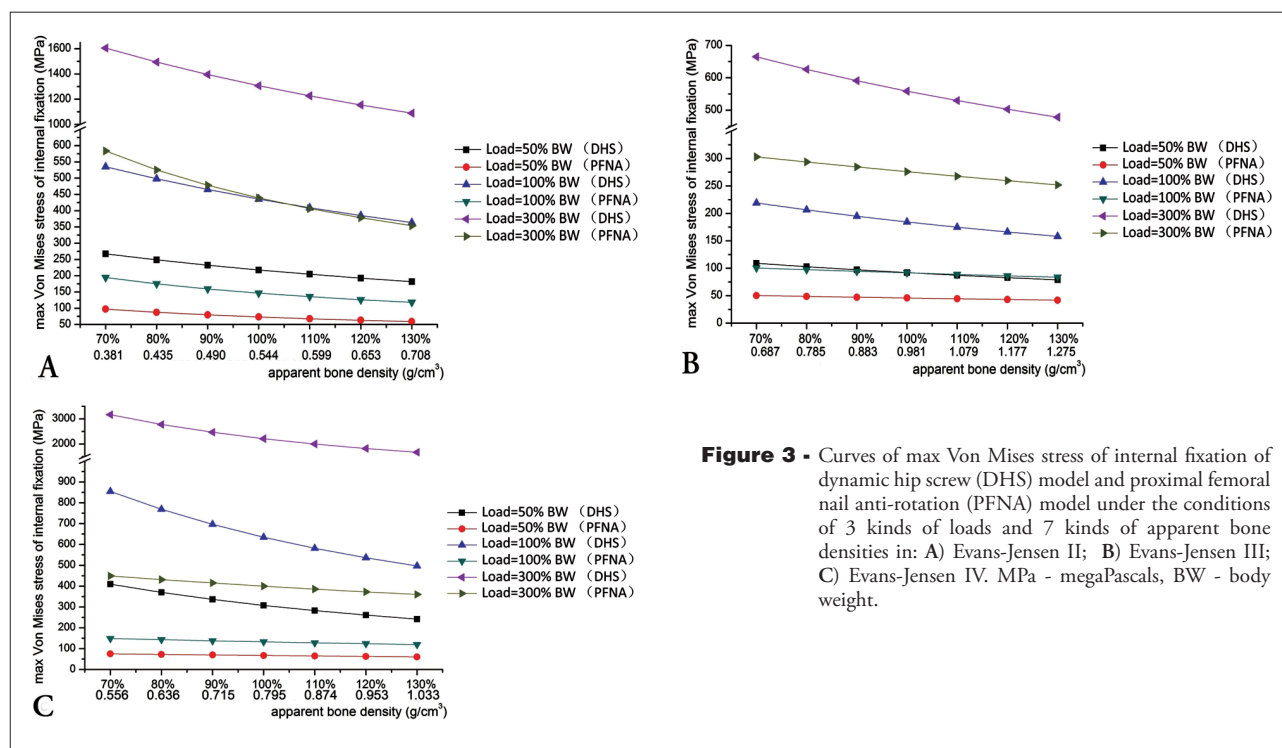 max Von Mises stress of internal fixation (MPa)
1600
1400
1200
1000
600
550
500
450
400
350
300
250
200
150
100
50
70% 80% 90% 100% 110% 120% 130%
0.381 0.435 0.490 0.544 0.599 0.653 0.708
apparent bone density (g/cm³)
Load=50% BW （DHS）
Load=50% BW （PFNA）
Load=100% BW （DHS）
Load=100% BW （PFNA）
Load=300% BW （DHS）
Load=300% BW （PFNA）
A
max Von Mises stress of internal fixation (MPa)
700
600
500
300
250
200
150
100
50
0
70% 80% 90% 100% 110% 120% 130%
0.687 0.785 0.883 0.981 1.079 1.177 1.275
apparent bone density (g/cm³)
Load=50% BW （DHS）
Load=50% BW （PFNA）
Load=100% BW （DHS）
Load=100% BW （PFNA）
Load=300% BW （DHS）
Load=300% BW （PFNA）
B
max Von Mises stress of internal fixation (MPa)
3000
2000
900
800
700
600
500
400
300
200
100
0
70% 80% 90% 100% 110% 120% 130%
0.556 0.636 0.715 0.795 0.874 0.953 1.033
apparent bone density (g/cm³)
Load=50% BW （DHS）
Load=50% BW （PFNA）
Load=100% BW （DHS）
Load=100% BW （PFNA）
Load=300% BW （DHS）
Load=300% BW （PFNA）
C
Figure 3 - Curves of max Von Mises stress of internal fixation of
dynamic hip screw (DHS) model and proximal femoral
nail anti-rotation (PFNA) model under the conditions
of 3 kinds of loads and 7 kinds of apparent bone
densities in: A) Evans-Jensen II; B) Evans-Jensen III;
C) Evans-Jensen IV. MPa - megaPascals, BW - body
weight.